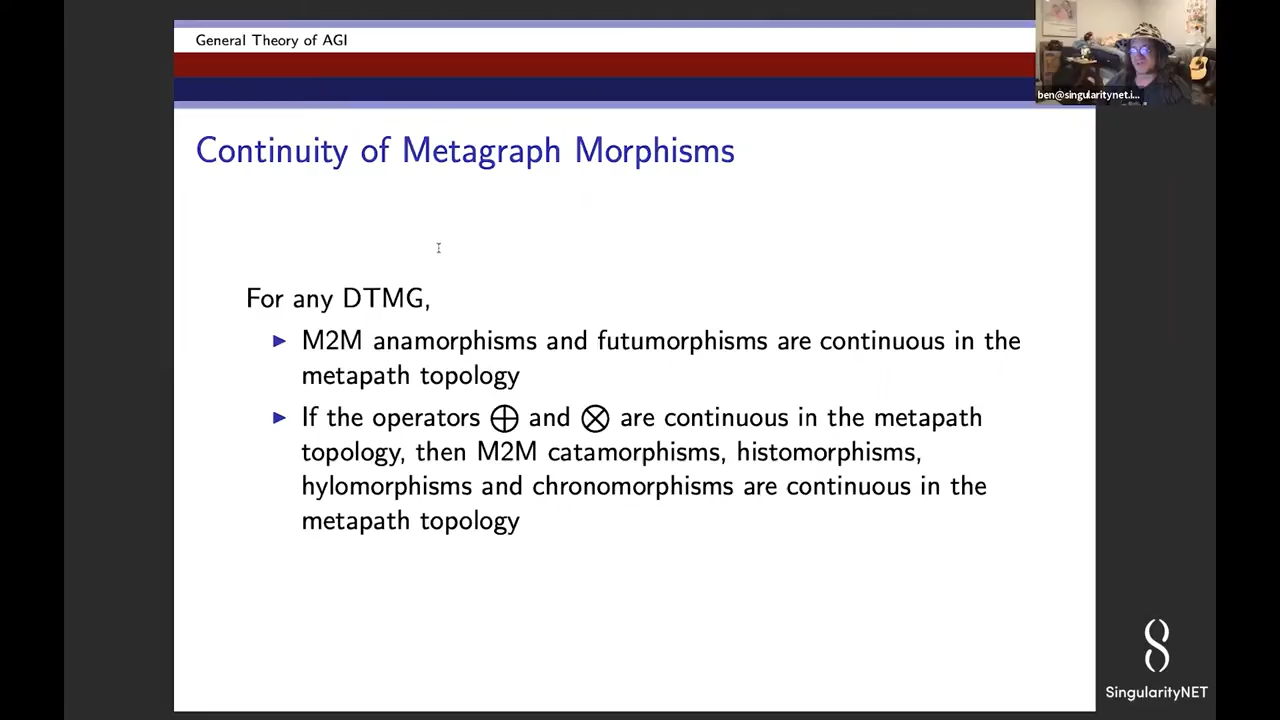 General Theory of AGI
ben@singularitynet.i...
Continuity of Metagraph Morphisms
For any DTMG,
▶ M2M anamorphisms and futumorphisms are continuous in the
metapath topology
▶ If the operators ⊕ and ⊗ are continuous in the metapath
topology, then M2M catamorphisms, histomorphisms,
hylomorphisms and chronomorphisms are continuous in the
metapath topology
SingularityNET